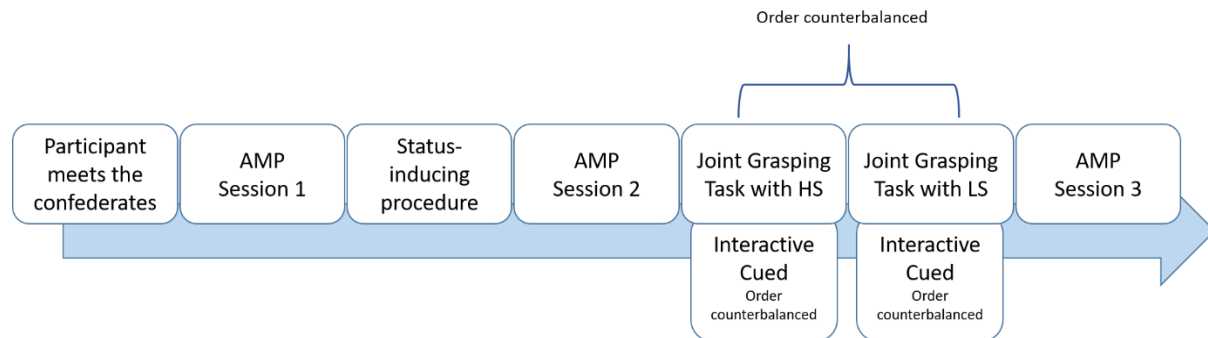 Order counterbalanced
Participant
meets the
confederates
AMP
Session 1
Status-
inducing
procedure
AMP
Session 2
Joint Grasping
Task with HS
Joint Grasping
Task with LS
AMP
Session 3
Interactive
Cued
Order
counterbalanced
Interactive
Cued
Order
counterbalanced